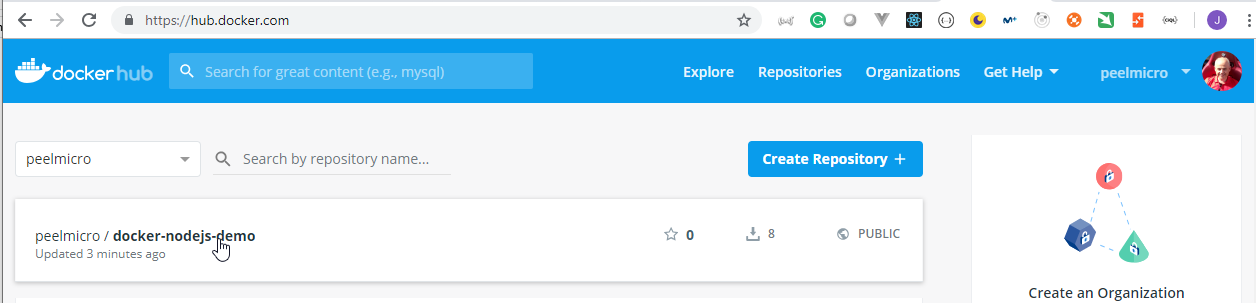 https://hub.docker.com
J
docker hub
Search for great content (e.g., mysql)
Explore
Repositories
Organizations
Get Help
peelmicro
peelmicro
Search by repository name...
Create Repository +
peelmicro / docker-nodejs-demo
0
8
PUBLIC
Updated 3 minutes ago
Create an Organization